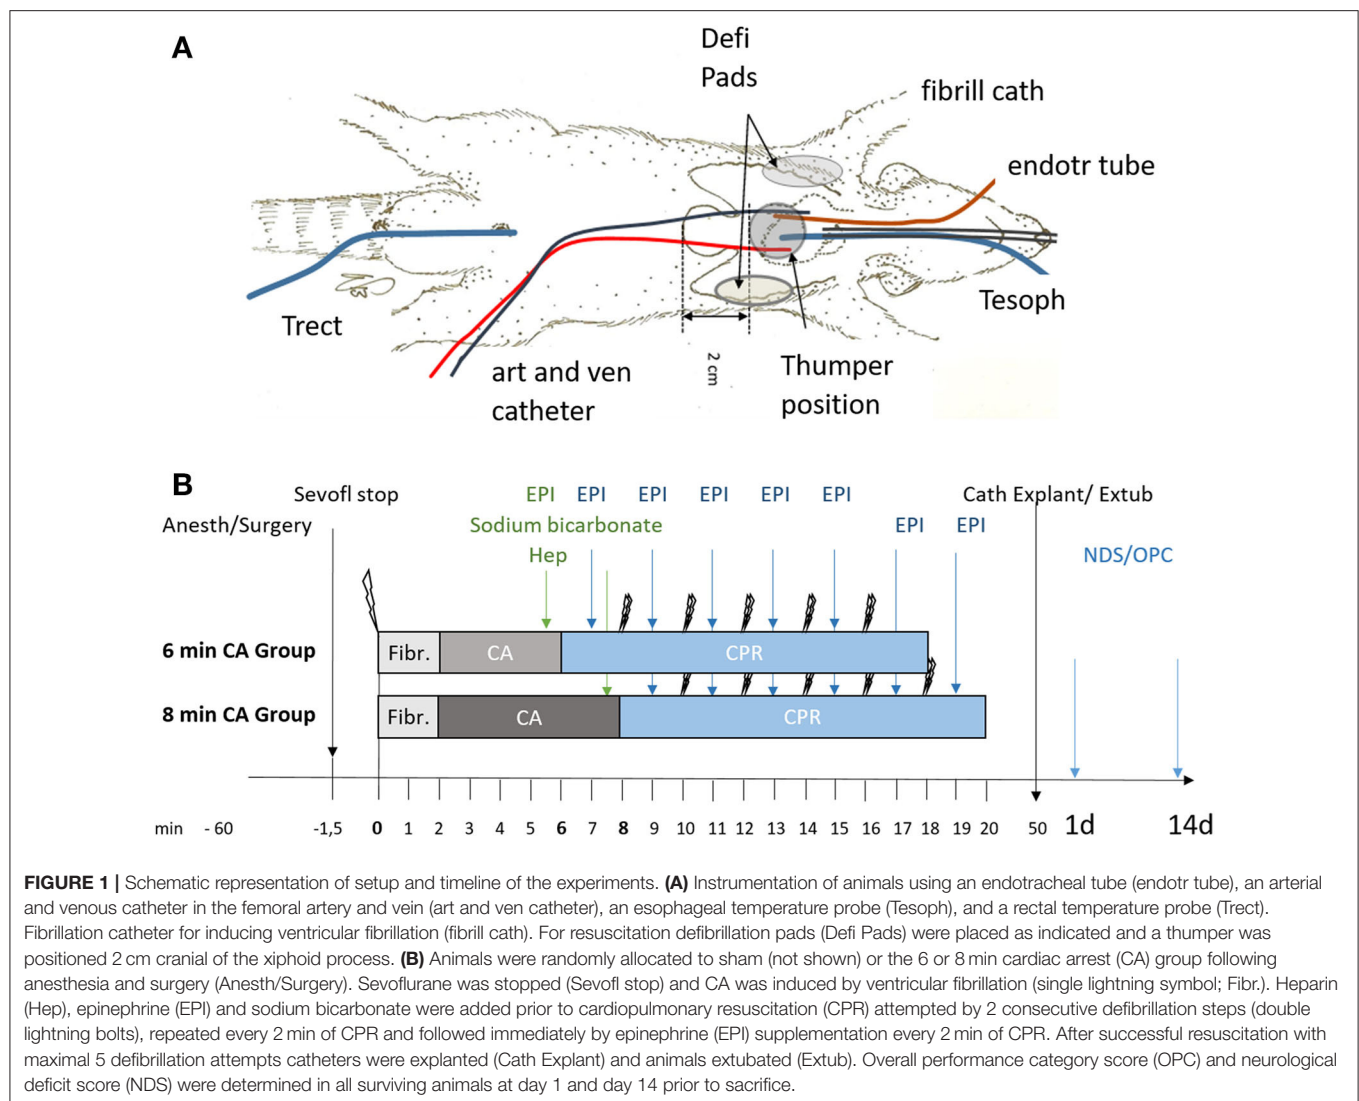 A
Defi
Pads
fibrill cath
endotr tube
Tesoph
Trect
art and ven
catheter
2 cm
Thumper
position
B
Sevofl stop
EPI EPI EPI EPI EPI EPI
Cath Explant/ Extub
Anesth/Surgery
Sodium bicarbonate
EPI EPI
Hep
NDS/OPC
6 min CA Group
Fibr. CA CPR
8 min CA Group
Fibr. CA CPR
min - 60 -1,5 0 1 2 3 4 5 6 7 8 9 10 11 12 13 14 15 16 17 18 19 20 50 1d 14d
FIGURE 1 | Schematic representation of setup and timeline of the experiments. (A) Instrumentation of animals using an endotracheal tube (endotr tube), an arterial
and venous catheter in the femoral artery and vein (art and ven catheter), an esophageal temperature probe (Tesoph), and a rectal temperature probe (Trect).
Fibrillation catheter for inducing ventricular fibrillation (fibrill cath). For resuscitation defibrillation pads (Defi Pads) were placed as indicated and a thumper was
positioned 2 cm cranial of the xiphoid process. (B) Animals were randomly allocated to sham (not shown) or the 6 or 8 min cardiac arrest (CA) group following
anesthesia and surgery (Anesth/Surgery). Sevoflurane was stopped (Sevofl stop) and CA was induced by ventricular fibrillation (single lightning symbol; Fibr.). Heparin
(Hep), epinephrine (EPI) and sodium bicarbonate were added prior to cardiopulmonary resuscitation (CPR) attempted by 2 consecutive defibrillation steps (double
lightning bolts), repeated every 2 min of CPR and followed immediately by epinephrine (EPI) supplementation every 2 min of CPR. After successful resuscitation with
maximal 5 defibrillation attempts catheters were explanted (Cath Explant) and animals extubated (Extub). Overall performance category score (OPC) and neurological
deficit score (NDS) were determined in all surviving animals at day 1 and day 14 prior to sacrifice.